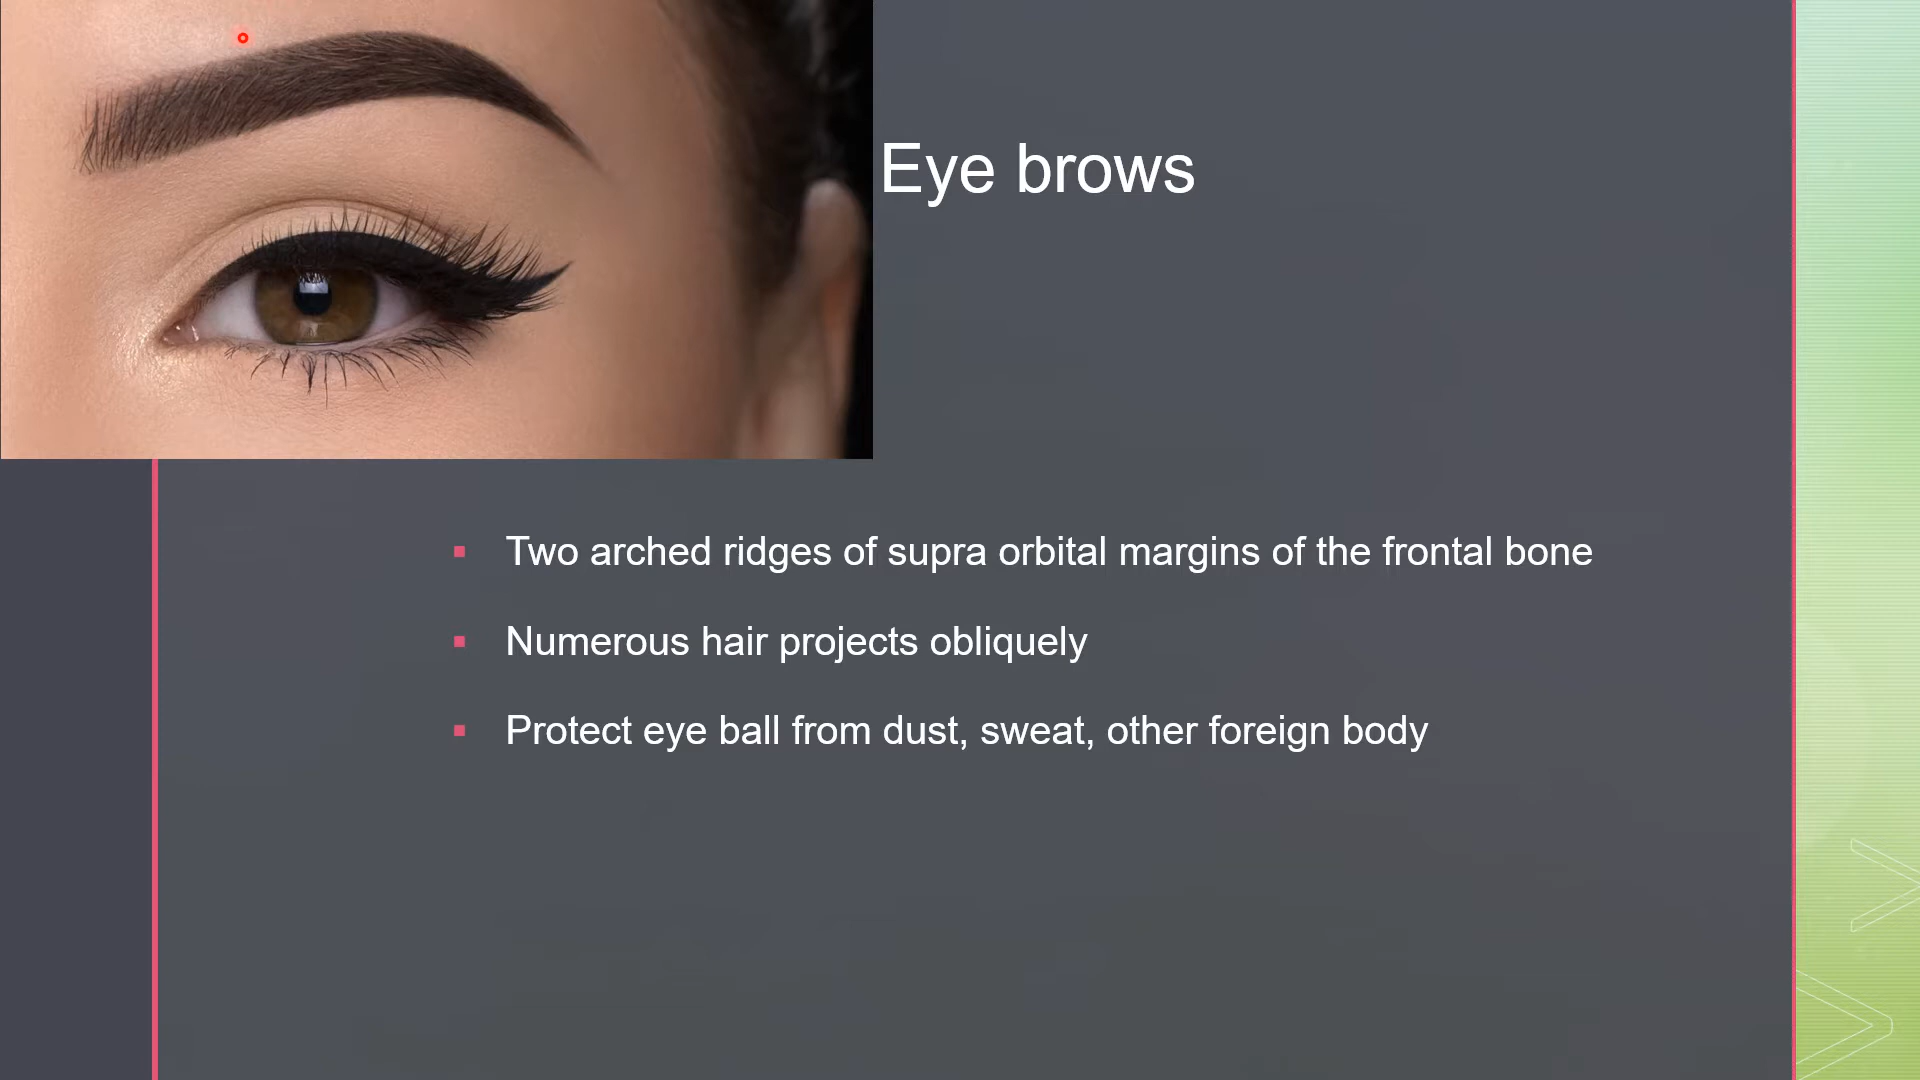 Eye brows
Two arched ridges of supra orbital margins of the frontal bone
Numerous hair projects obliquely
Protect eye ball from dust, sweat, other foreign body